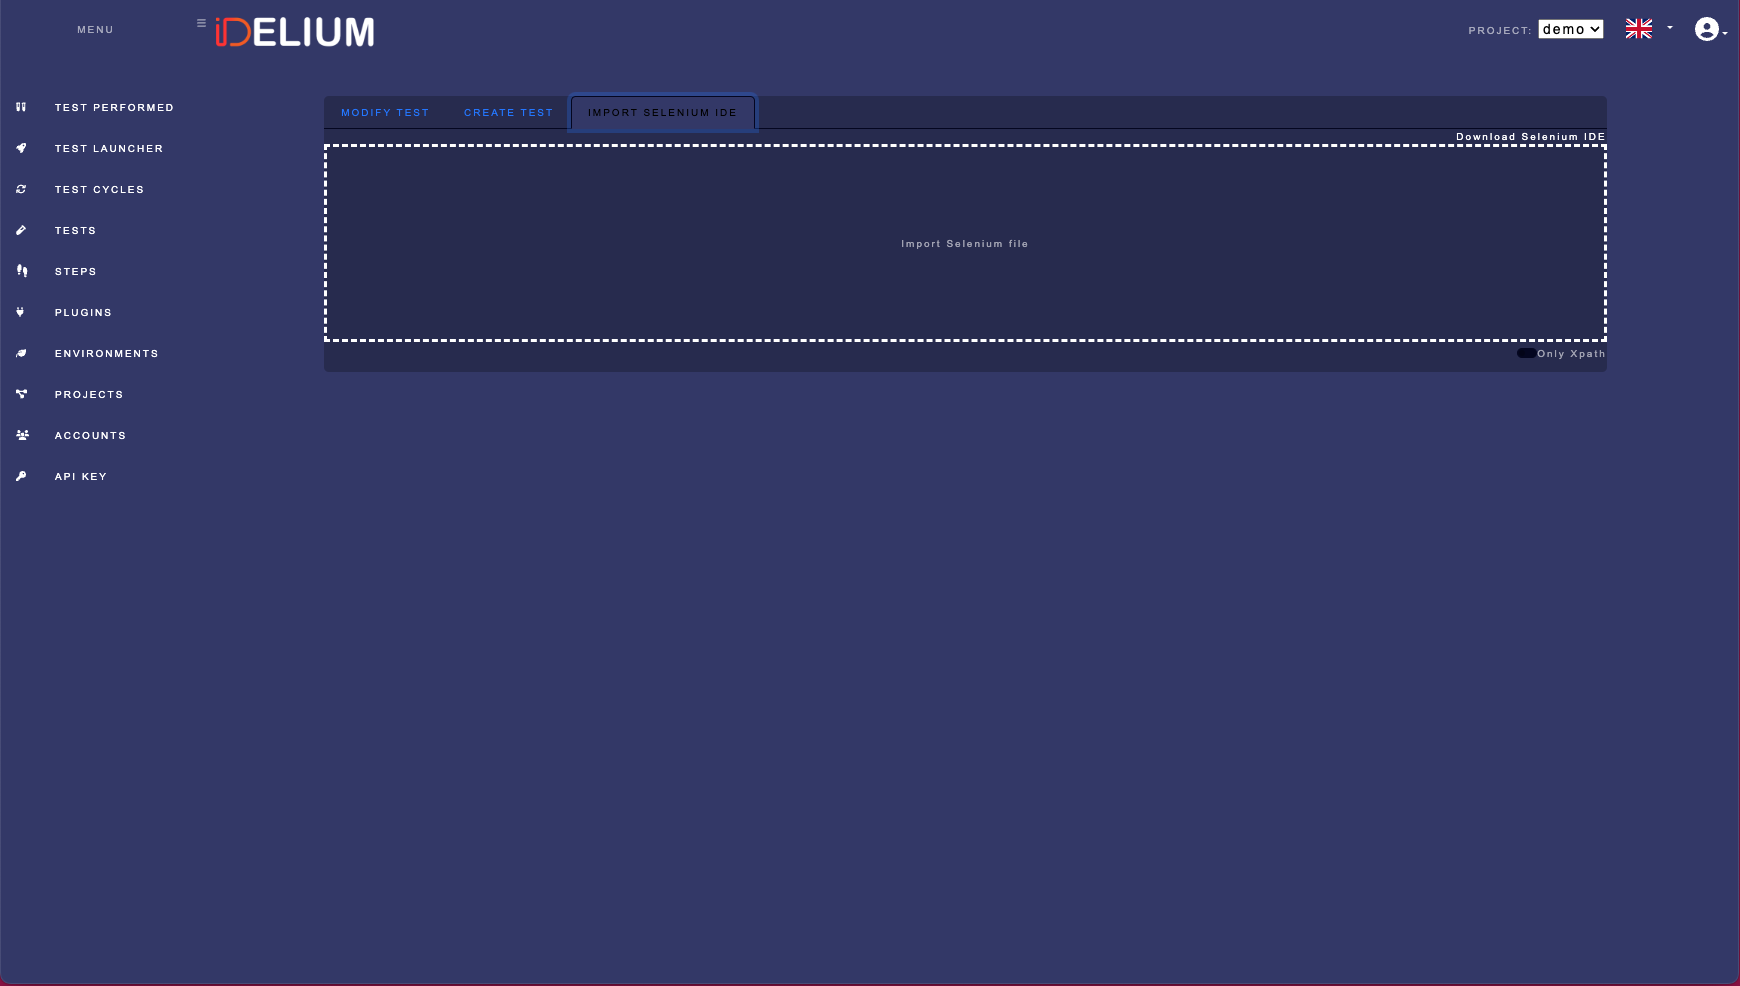 MENU
iDELIUM
PROJECT: demo
TEST PERFORMED
TEST LAUNCHER
TEST CYCLES
TESTS
STEPS
PLUGINS
ENVIRONMENTS
PROJECTS
ACCOUNTS
API KEY
MODIFY TEST CREATE TEST IMPORT SELENIUM IDE
Download Selenium IDE
Import Selenium file
Only Xpath